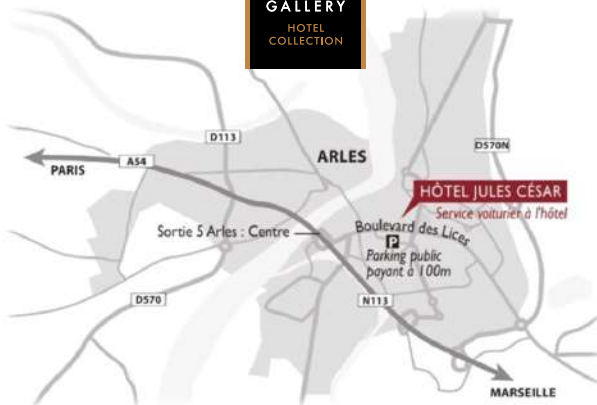 GALLERY
HOTEL
COLLECTION
D113
ARLES
D570N
PARIS
A54
HÔTEL JULES CÉSAR
Service voiturier à l'hôtel
Sortie 5 Arles : Centre
Boulevard des Lices
P
Parking public
payant à 100m
D570
N113
MARSEILLE